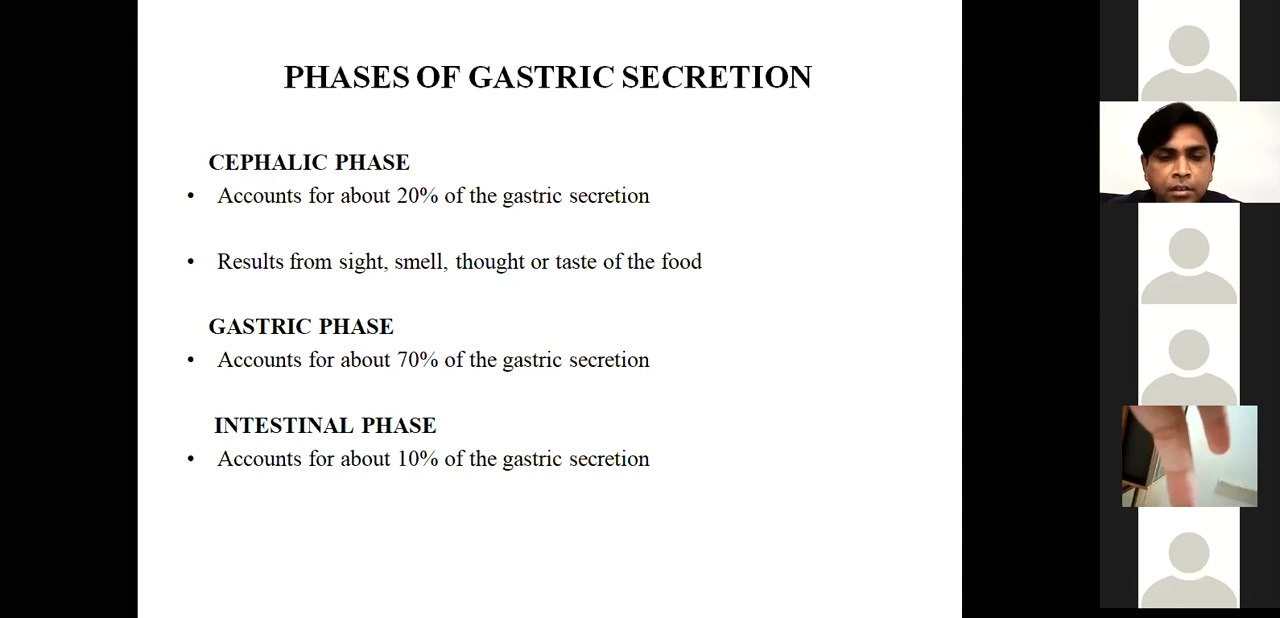 PHASES OF GASTRIC SECRETION
CEPHALIC PHASE
• Accounts for about 20% of the gastric secretion
• Results from sight, smell, thought or taste of the food
GASTRIC PHASE
• Accounts for about 70% of the gastric secretion
INTESTINAL PHASE
• Accounts for about 10% of the gastric secretion